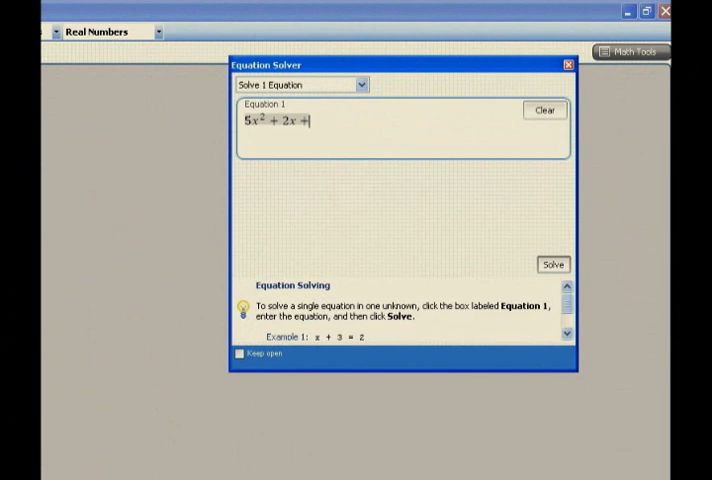 Real Numbers
Math Tools
Equation Solver
Solve 1 Equation
Equation 1
Clear
5x² + 2x +
Solve
Equation Solving
To solve a single equation in one unknown, click the box labeled Equation 1,
enter the equation, and then click Solve.
Example 1: x + 3 = 2
Keep open